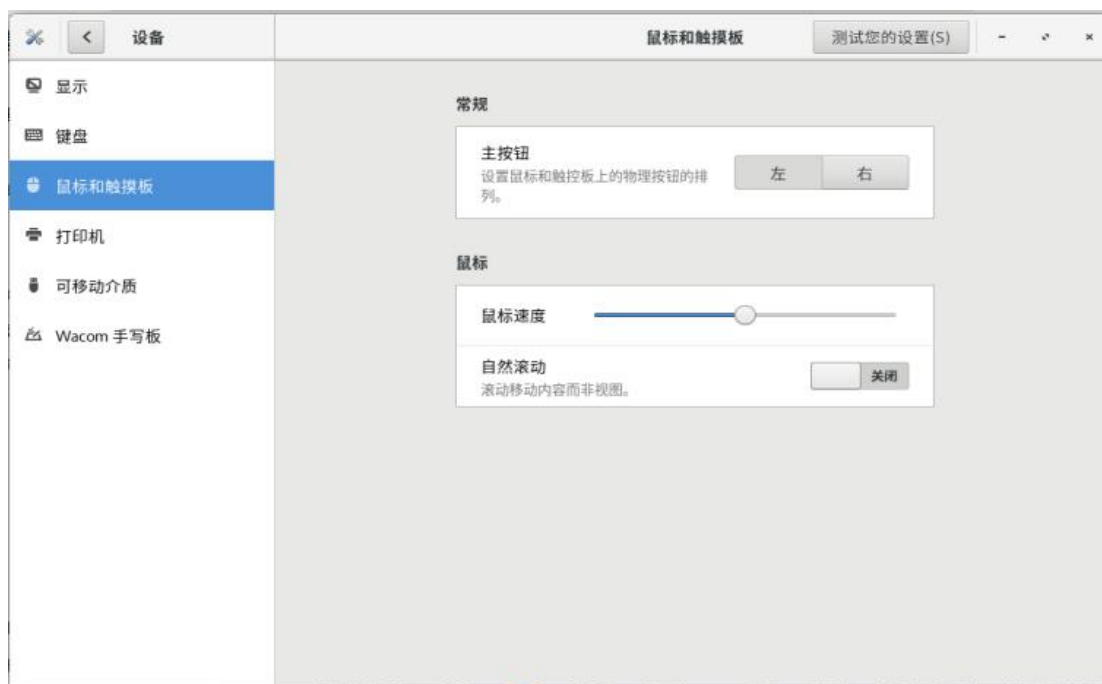 设备
鼠标和触摸板
测试您的设置(S)
显示
键盘
鼠标和触摸板
打印机
可移动介质
Wacom 手写板
常规
主按钮
设置鼠标和触控板上的物理按钮的排
列。
左
右
鼠标
鼠标速度
自然滚动
滚动移动内容而非视图。
关闭